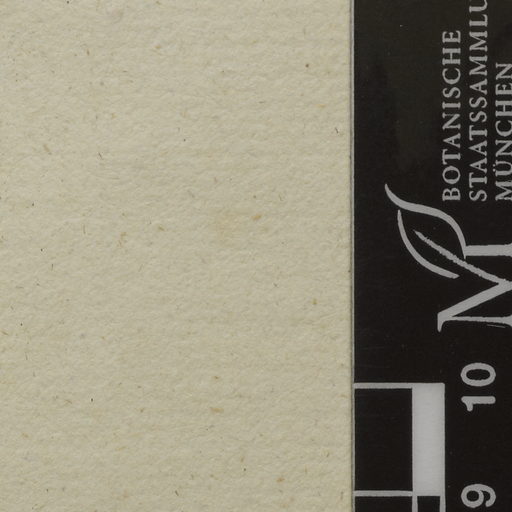 BOTANISCHE
STAATSSAMMLU
MÜNCHEN
M
10
9